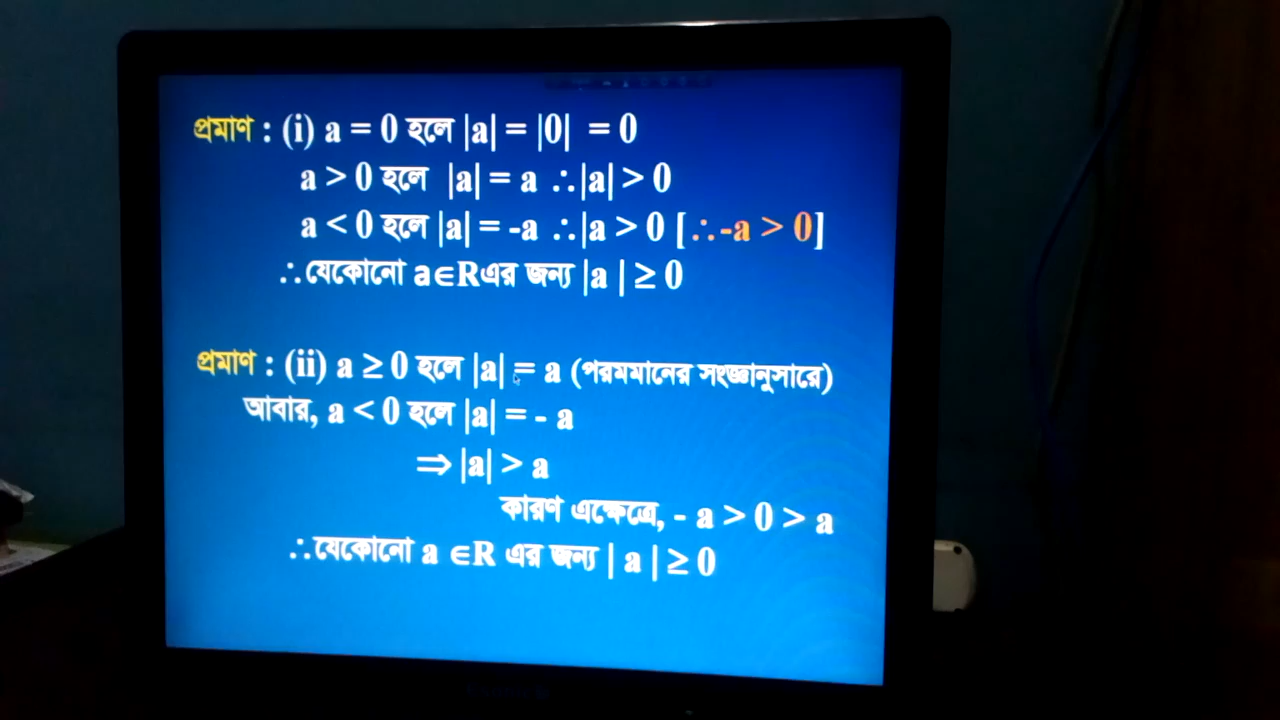 প্রমাণ : (i) a = 0 হলে |a| = |0| = 0
a > 0 হলে |a| = a ∴|a| > 0
a < 0 হলে |a| = -a ∴|a > 0 [∴-a > 0]
∴যেকোনো a∈Rএর জন্য |a | ≥ 0
প্রমাণ : (ii) a ≥ 0 হলে |a| = a (পরমমানের সংজ্ঞানুসারে)
আবার, a < 0 হলে |a| = - a
⇒ |a| > a
কারণ এক্ষেত্রে, - a > 0 > a
∴যেকোনো a ∈R এর জন্য | a | ≥ 0